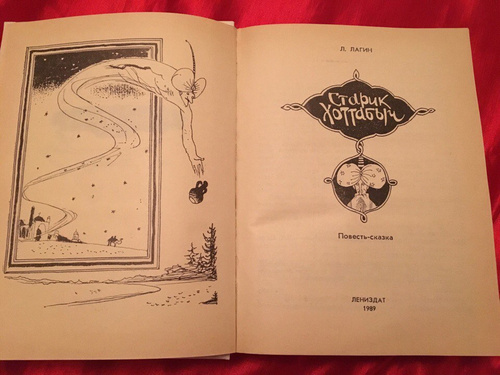 Л. ЛАГИН
Старик
Хоттабыч
Повесть-сказка
ЛЕНИЗДАТ
1989